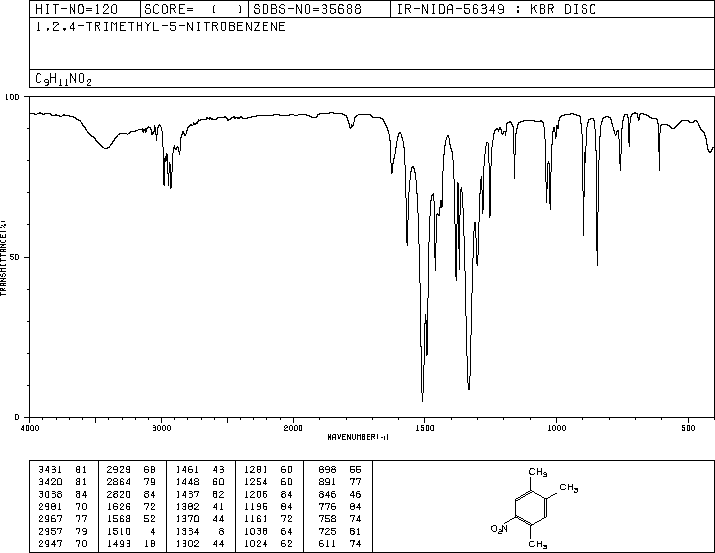 HIT-NO=120 SCORE= ( ) SDBS-NO=35688 IR-NIDA-56349 : KBR DISC
1,2,4-TRIMETHYL-5-NITROBENZENE
C9H11NO2
100
50
0
TRANSMITTANCE(%)
4000 3000 2000 1500 1000 500
WAVENUMBER(-1)
3431 81 2929 68 1461 43 1281 60 898 55
3420 81 2864 79 1448 60 1254 60 891 77
3038 84 2820 84 1437 62 1206 84 846 46
2981 70 1626 72 1382 41 1196 84 776 84
2967 77 1568 52 1370 44 1161 72 758 74
2957 79 1510 4 1334 8 1038 64 725 81
2947 70 1493 18 1302 44 1024 62 611 74
CH3
CH3
NO2
CH3